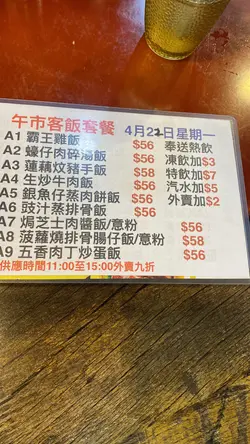 午市客飯套餐 4月22日星期一
A1 霸王雞飯 $56 奉送熱飲
A2 蠔仔肉碎湯飯 $56 凍飲加$3
A3 蓮藕炆豬手飯 $58 特飲加$7
A4 生炒牛肉飯 $56 汽水加$5
A5 銀魚仔蒸肉餅飯 $56 外賣加$2
A6 豉汁蒸排骨飯 $56
A7 焗芝士肉醬飯/意粉 $56
A8 菠蘿燒排骨腸仔飯/意粉 $58
A9 五香肉丁炒蛋飯 $56
供應時間11:00至15:00外賣九折